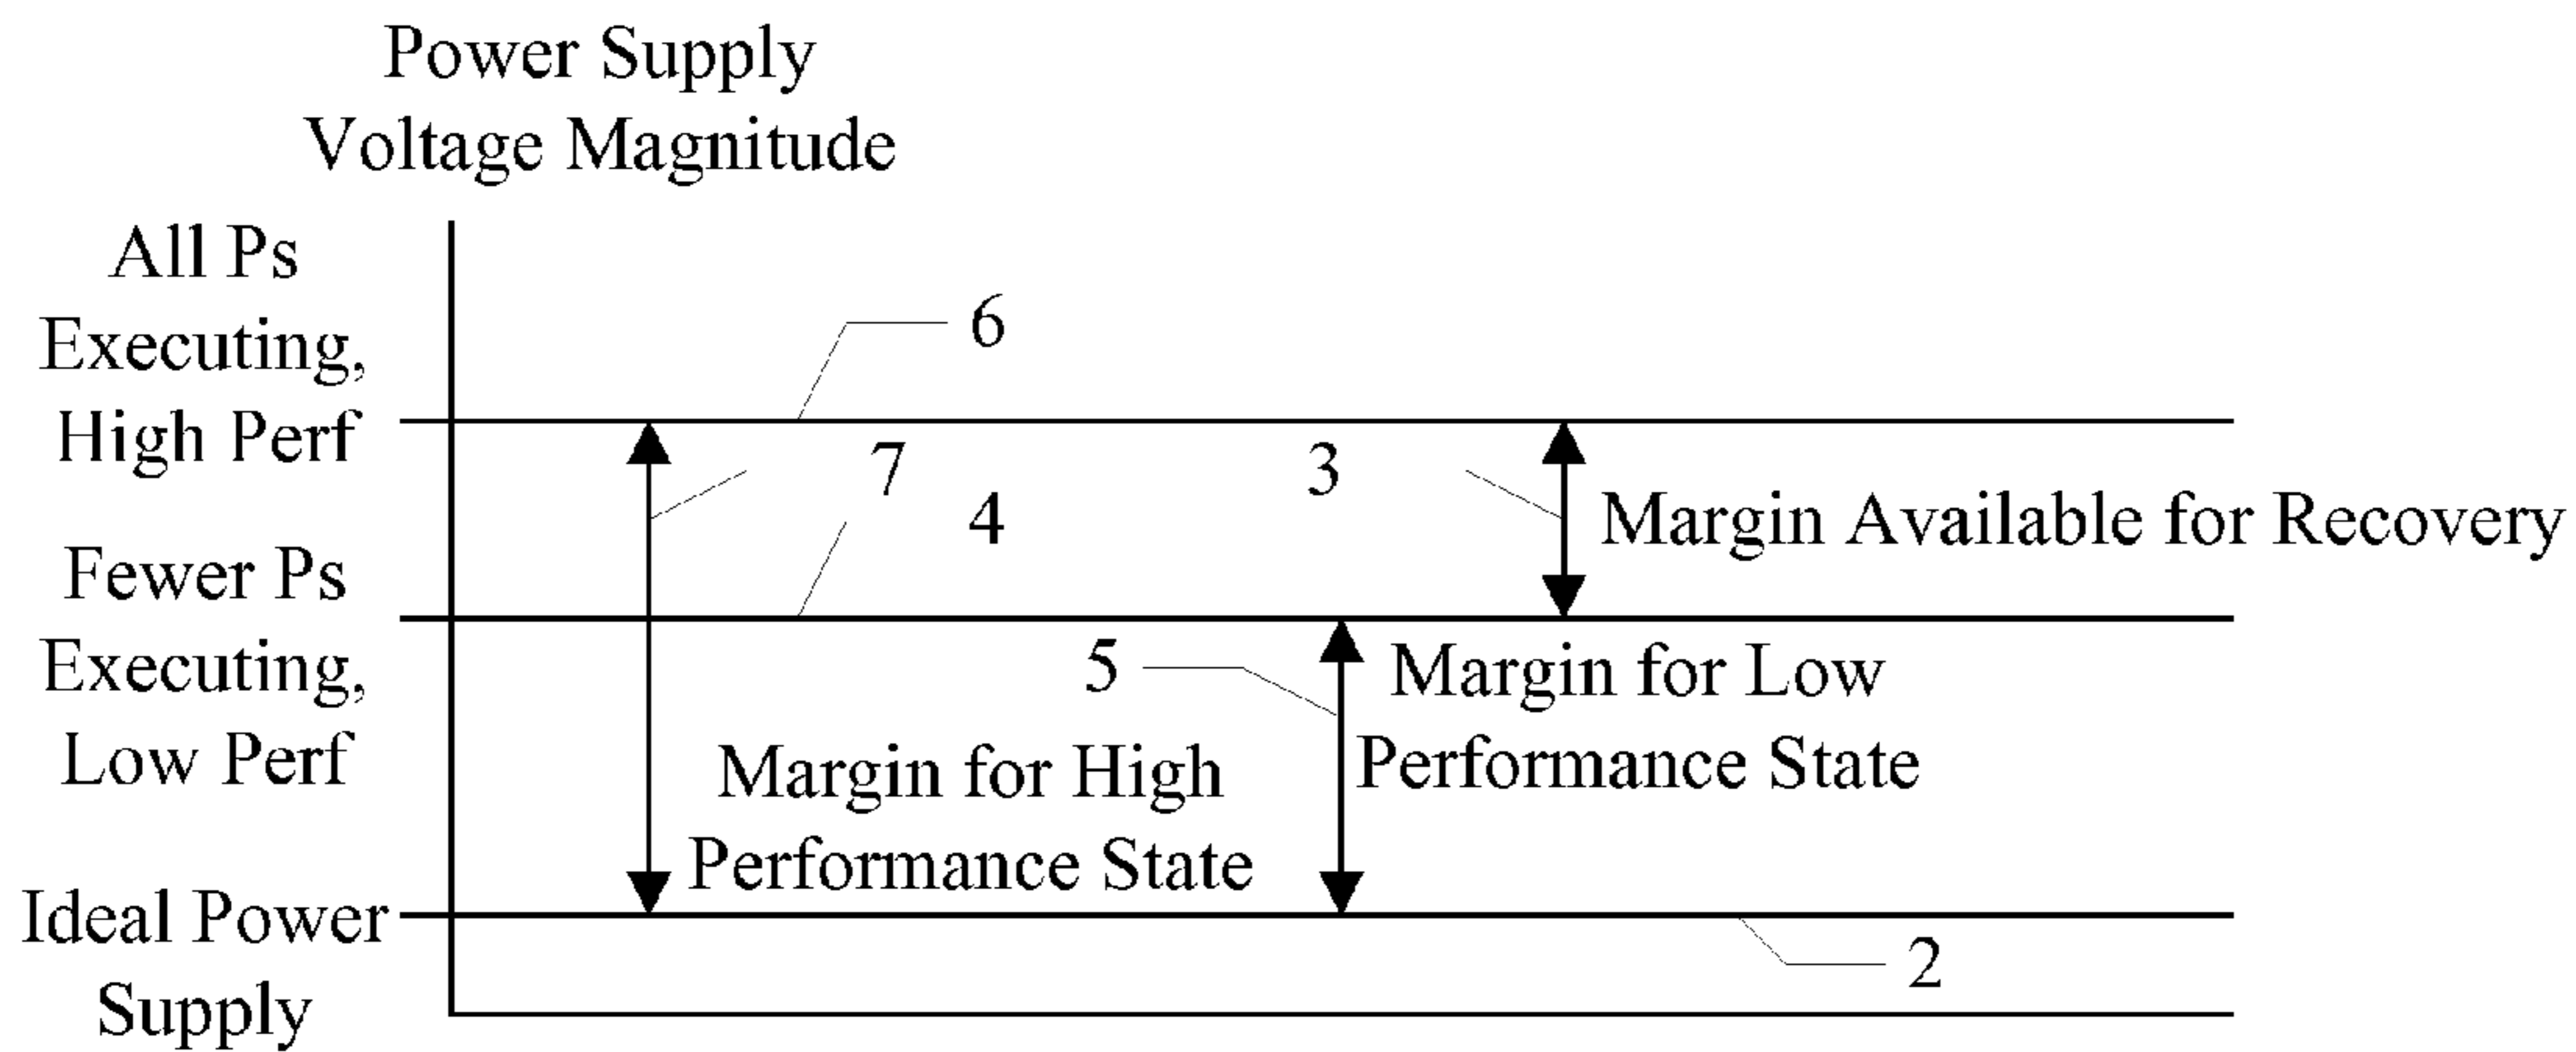 Power Supply
Voltage Magnitude
All Ps
Executing,
High Perf
6
7
3
4
Margin Available for Recovery
Fewer Ps
Executing,
Low Perf
5
Margin for Low
Performance State
Margin for High
Performance State
Ideal Power
Supply
2